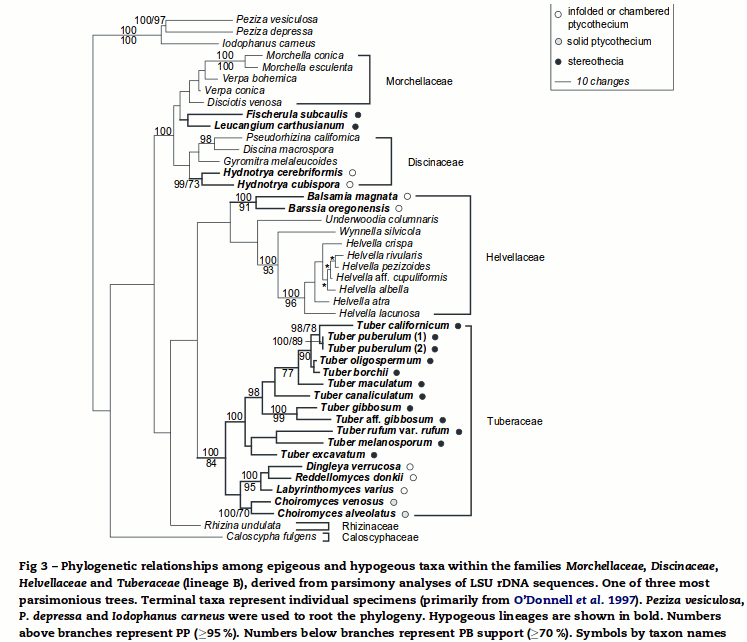 infolded or chambered
ptycothecium
solid ptycothecium
stereothecia
10 changes
100/97
100
100
Peziza vesiculosa
Peziza depressa
Iodophanus carneus
100
100
Morchella conica
Morchella esculenta
Verpa bohemica
Verpa conica
Disciotis venosa
Morchellaceae
100
Fischerula subcaulis
Leucangium carthusianum
98
Pseudorhizina californica
Discina macrospora
Gyromitra melaleucoides
Discinaceae
99/73
Hydnotrya cerebriformis
Hydnotrya cubispora
100
91
Balsamia magnata
Barssia oregonensis
Underwoodia columnaris
Wynnella silvicola
100
93
Helvella crispa
* Helvella rivularis
* Helvella pezizoides
Helvella aff. cupuliformis
* Helvella albella
100
96
Helvella atra
Helvella lacunosa
Helvellaceae
98/78
Tuber californicum
Tuber puberulum (1)
100/89
Tuber puberulum (2)
90
Tuber oligospermum
77
Tuber borchii
Tuber maculatum
98
Tuber canaliculatum
100
99
Tuber gibbosum
Tuber aff. gibbosum
Tuberaceae
100
Tuber rufum var. rufum
Tuber melanosporum
100
84
Tuber excavatum
Dingleya verrucosa
100
95
Reddellomyces donkii
Labyrinthomyces varius
Choiromyces venosus
100/70
Choiromyces alveolatus
Rhizina undulata
Rhizinaceae
Caloscypha fulgens
Caloscyphaceae
Fig 3 – Phylogenetic relationships among epigeous and hypogeous taxa within the families Morchellaceae, Discinaceae,
Helvellaceae and Tuberaceae (lineage B), derived from parsimony analyses of LSU rDNA sequences. One of three most
parsimonious trees. Terminal taxa represent individual specimens (primarily from O'Donnell et al. 1997). Peziza vesiculosa,
P. depressa and Iodophanus carneus were used to root the phylogeny. Hypogeous lineages are shown in bold. Numbers
above branches represent PP (≥95 %). Numbers below branches represent PB support (≥70 %). Symbols by taxon names